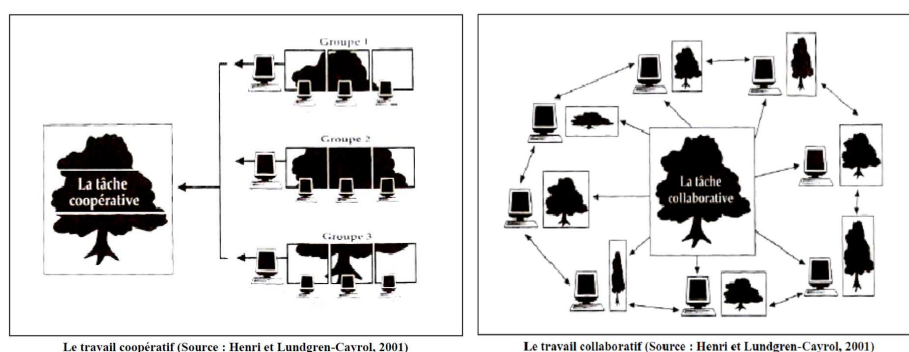 Groupe 1
La tâche
coopérative
Groupe 2
Groupe 3
Le travail coopératif (Source : Henri et Lundgren-Cayrol, 2001)
La tâche
collaborative
Le travail collaboratif (Source : Henri et Lundgren-Cayrol, 2001)